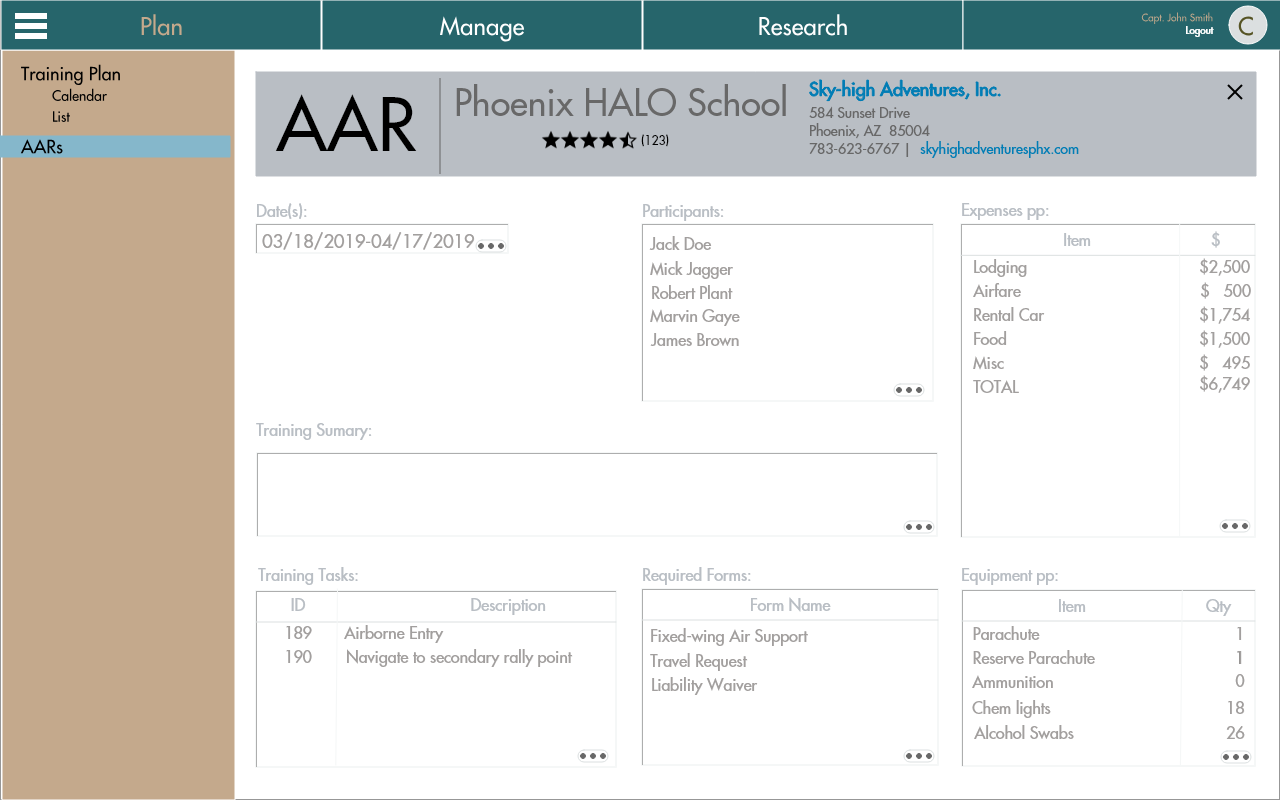 Plan
Manage
Research
Capt. John Smith
Logout
C
Training Plan
Calendar
List
AARs
AAR
Phoenix HALO School
(123)
Sky-high Adventures, Inc.
584 Sunset Drive
Phoenix, AZ 85004
783-623-6767 | skyhighadventuresphx.com
Date(s):
03/18/2019-04/17/2019
Participants:
Jack Doe
Mick Jagger
Robert Plant
Marvin Gaye
James Brown
Expenses pp:
Item $
Lodging $2,500
Airfare $ 500
Rental Car $1,754
Food $1,500
Misc $ 495
TOTAL $6,749
Training Sumary:
Training Tasks:
ID Description
189 Airborne Entry
190 Navigate to secondary rally point
Required Forms:
Form Name
Fixed-wing Air Support
Travel Request
Liability Waiver
Equipment pp:
Item Qty
Parachute 1
Reserve Parachute 1
Ammunition 0
Chem lights 18
Alcohol Swabs 26